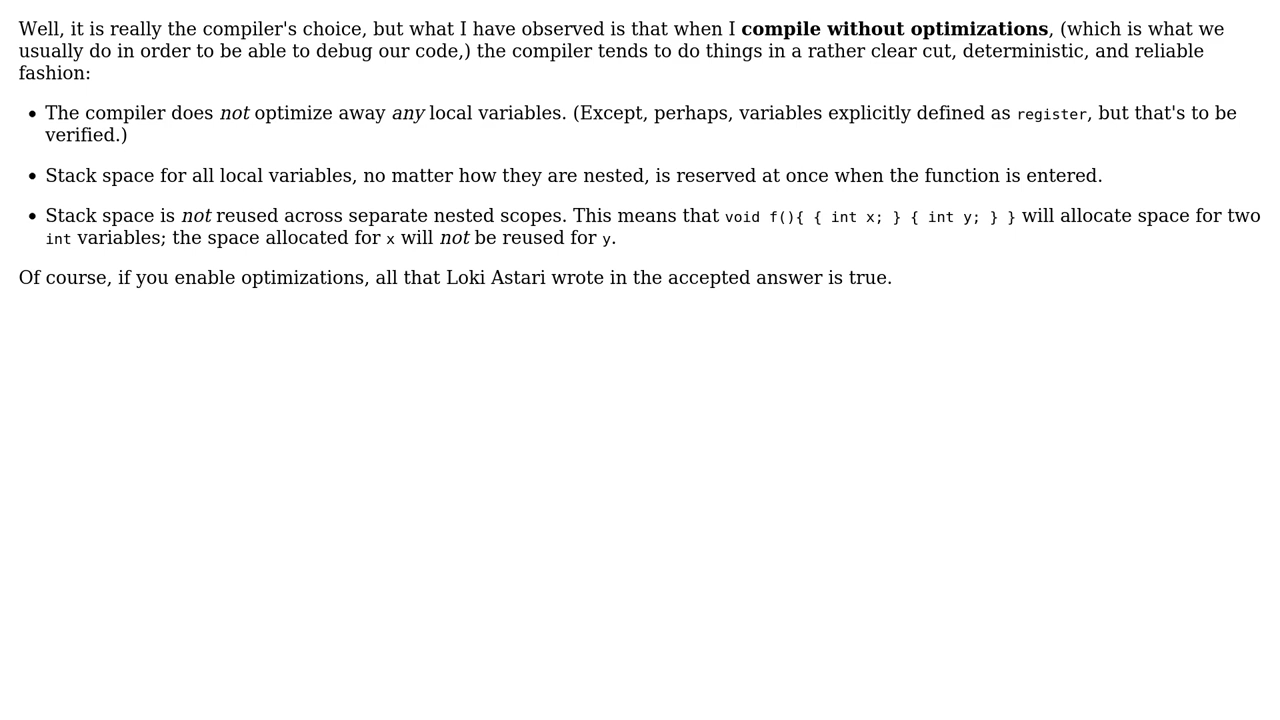 Well, it is really the compiler's choice, but what I have observed is that when I compile without optimizations, (which is what we
usually do in order to be able to debug our code,) the compiler tends to do things in a rather clear cut, deterministic, and reliable
fashion:
• The compiler does not optimize away any local variables. (Except, perhaps, variables explicitly defined as register, but that's to be
verified.)
• Stack space for all local variables, no matter how they are nested, is reserved at once when the function is entered.
• Stack space is not reused across separate nested scopes. This means that void f(){ { int x; } { int y; } } will allocate space for two
int variables; the space allocated for x will not be reused for y.
Of course, if you enable optimizations, all that Loki Astari wrote in the accepted answer is true.